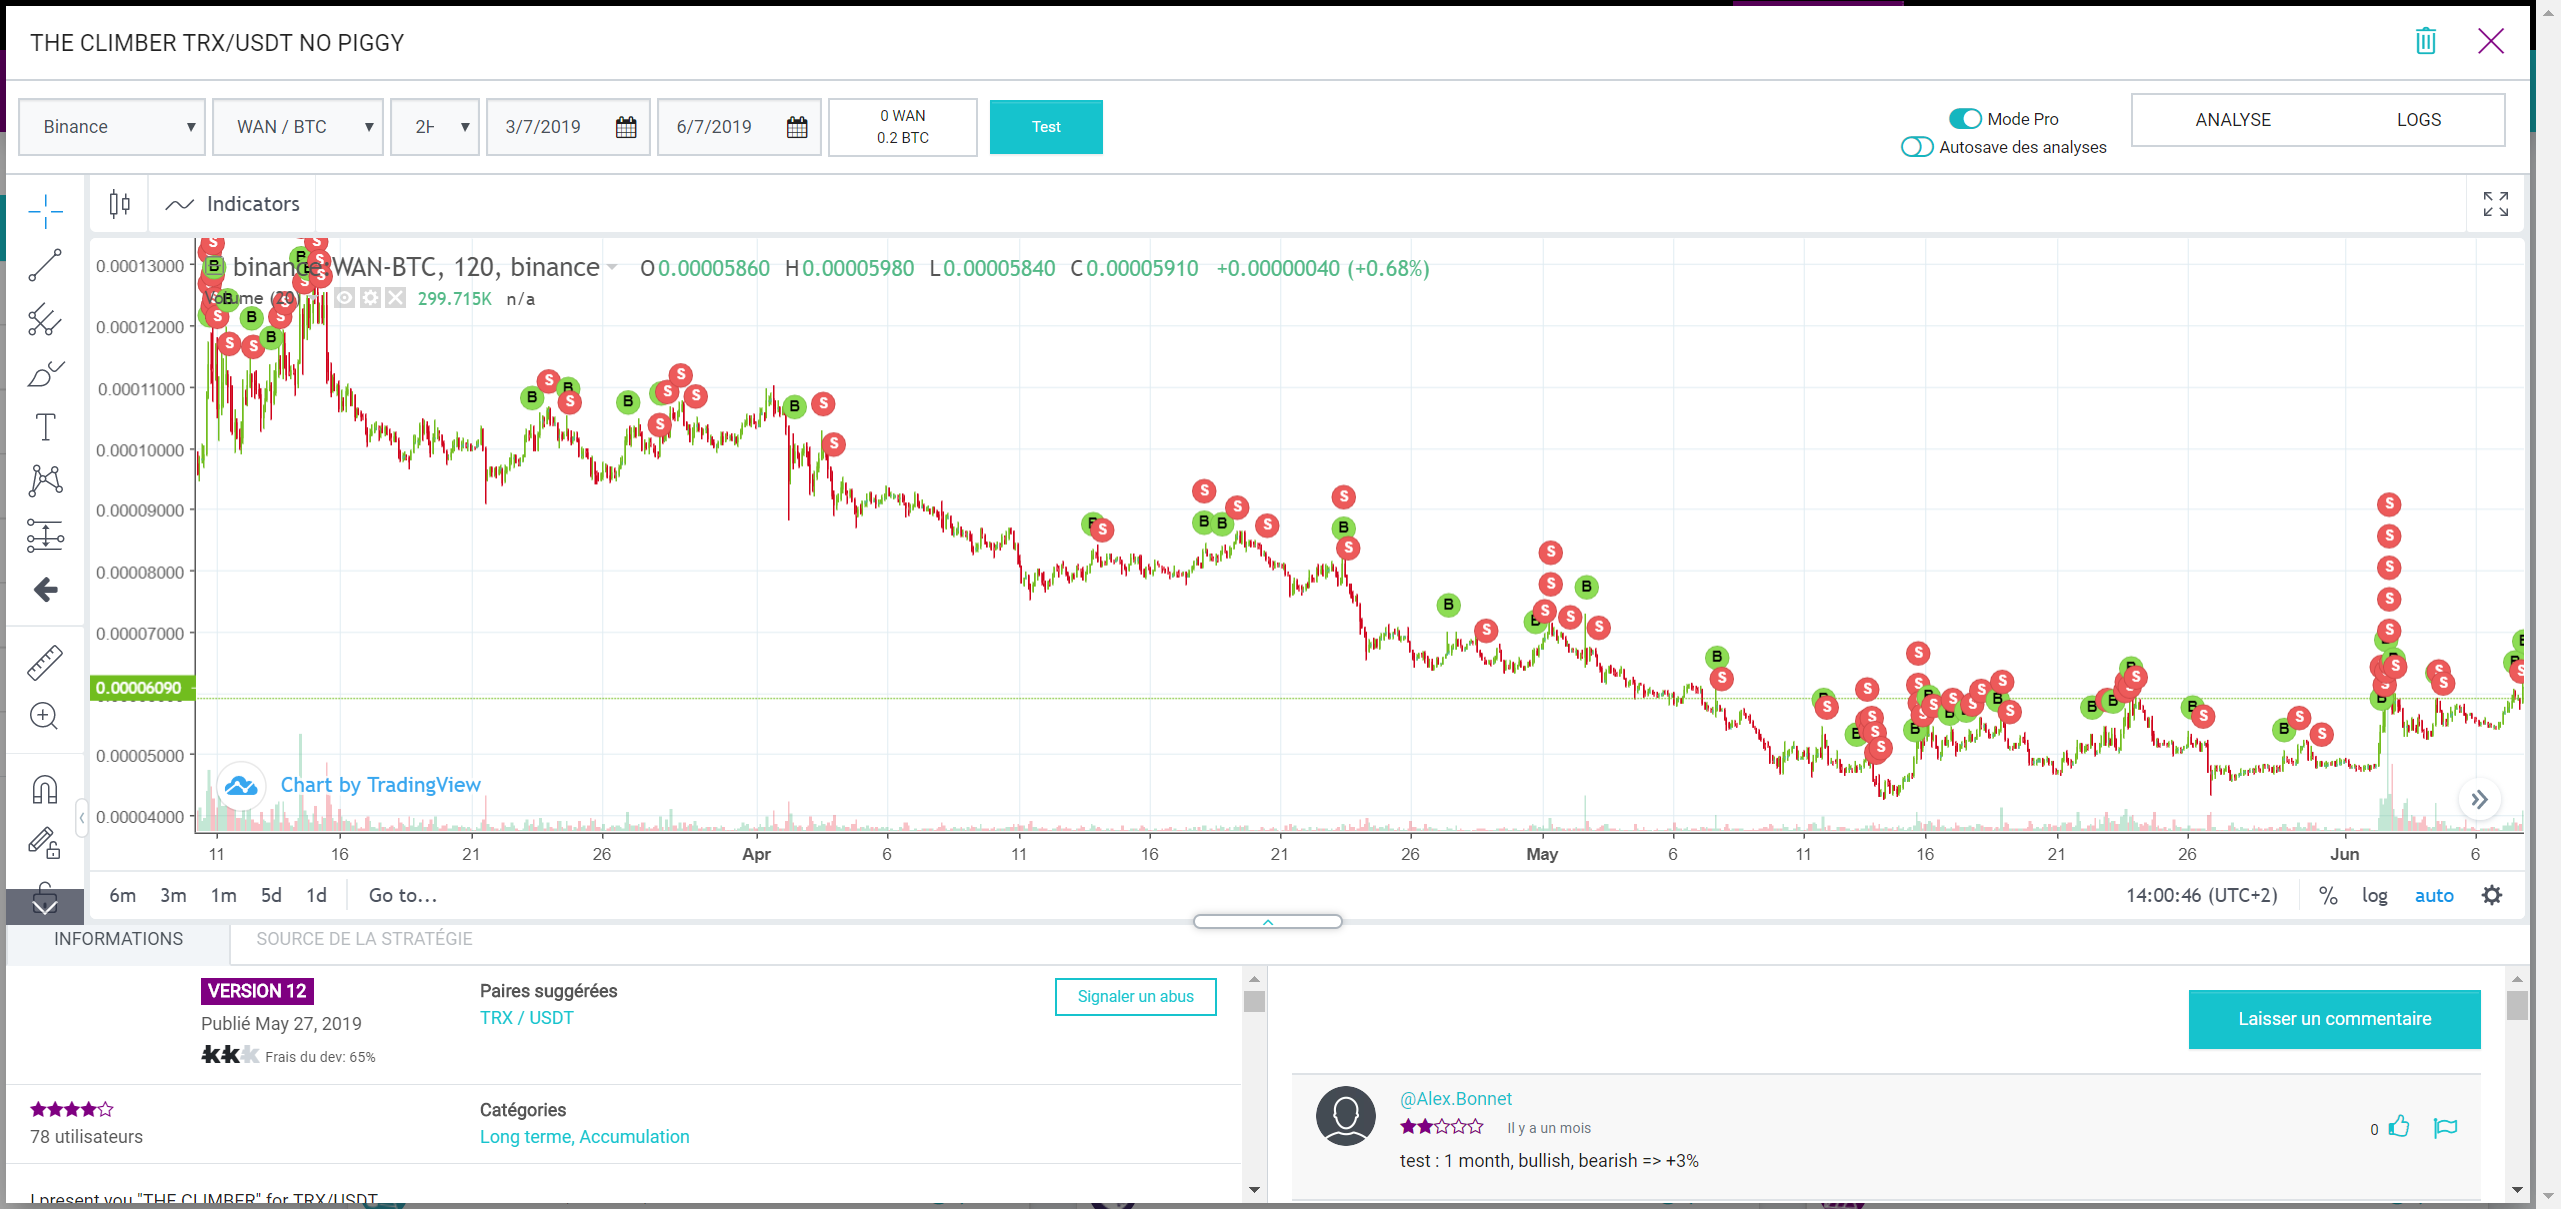 THE CLIMBER TRX/USDT NO PIGGY
Binance
WAN / BTC
3/7/2019
6/7/2019
0 WAN
0.2 BTC
Test
Mode Pro
Autosave des analyses
ANALYSE
LOGS
Indicators
binance:WAN-BTC, 120, binance
O0.00005860 H0.00005980 L0.00005840 C0.00005910 +0.00000040 (+0.68%)
Volume (20)
299.715K n/a
0.00013000
0.00012000
0.00011000
0.00010000
0.00009000
0.00008000
0.00007000
0.00006090
0.00005000
0.00004000
Chart by TradingView
11 16 21 26 Apr 6 11 16 21 26 May 6 11 16 21 26 Jun 6
6m 3m 1m 5d 1d Go to...
14:00:46 (UTC+2) % log auto
INFORMATIONS
SOURCE DE LA STRATÉGIE
VERSION 12
Publié May 27, 2019
Frais du dev: 65%
Paires suggérées
TRX / USDT
Signaler un abus
78 utilisateurs
Catégories
Long terme, Accumulation
I present you "THE CLIMBER" for TRX/USDT
Laisser un commentaire
@Alex.Bonnet
Il y a un mois
0
test : 1 month, bullish, bearish => +3%